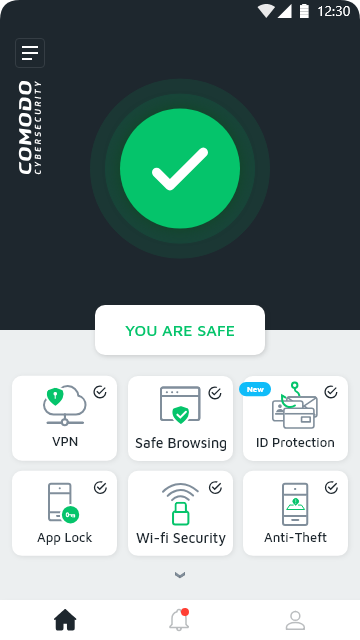 12:30
COMODO
CYBERSECURITY
YOU ARE SAFE
VPN
Safe Browsing
New
ID Protection
App Lock
Wi-fi Security
Anti-Theft